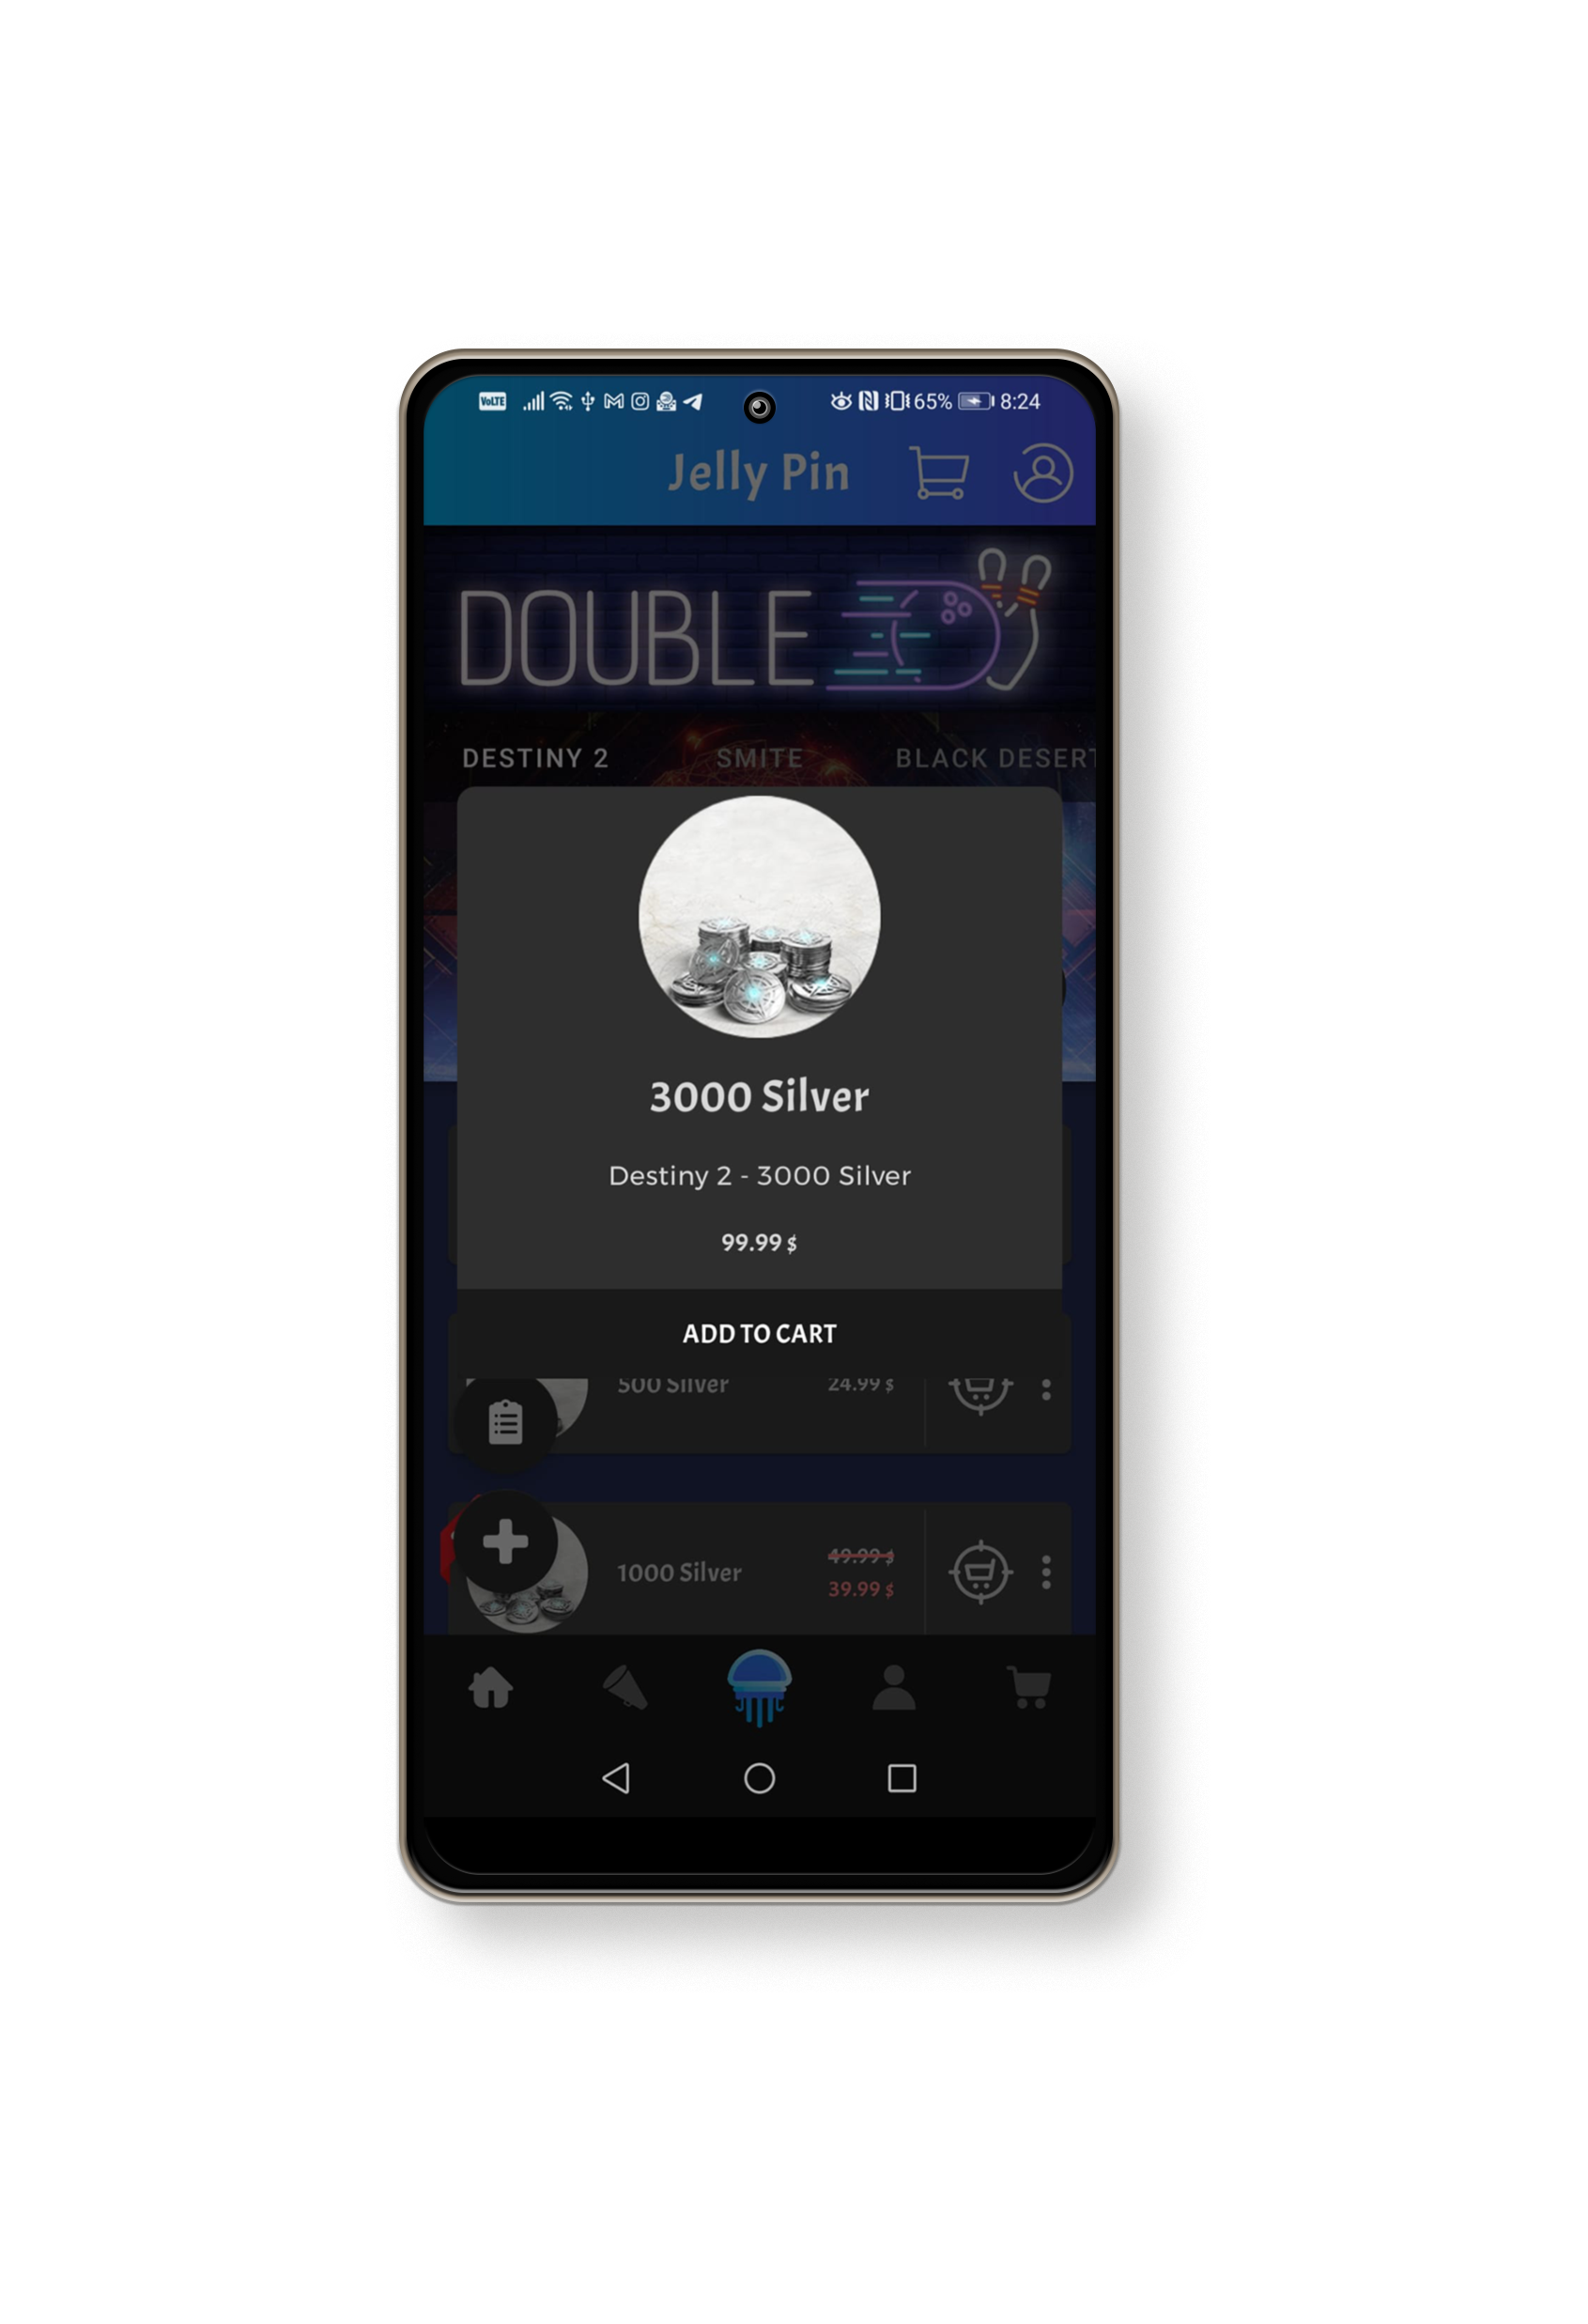 VoLTE
65% 8:24
Jelly Pin
DOUBLE
DESTINY 2 SMITE BLACK DESERT
3000 Silver
Destiny 2 - 3000 Silver
99.99 $
ADD TO CART
500 Silver 24.99 $
1000 Silver 49.99 $
39.99 $